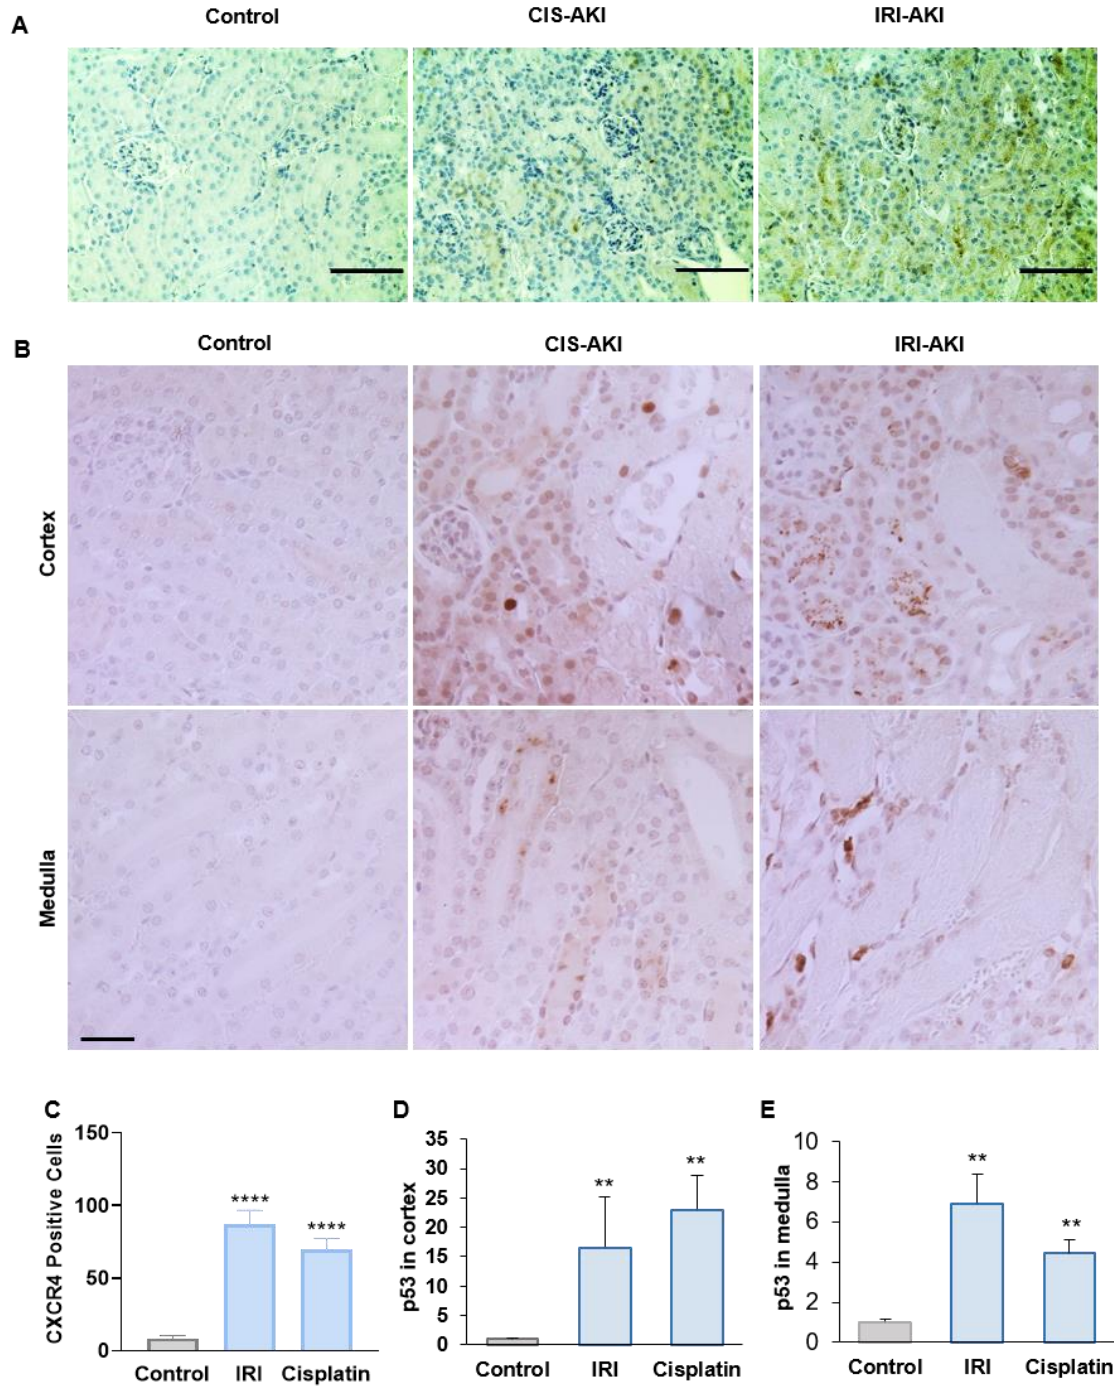 A
Control
CIS-AKI
IRI-AKI
B
Control
CIS-AKI
IRI-AKI
Cortex
Medulla
C
CXCR4 Positive Cells
150
100
50
0
****
****
Control
IRI
Cisplatin
D
p53 in cortex
35
30
25
20
15
10
5
0
**
**
Control
IRI
Cisplatin
E
p53 in medulla
10
8
6
4
2
0
**
**
Control
IRI
Cisplatin